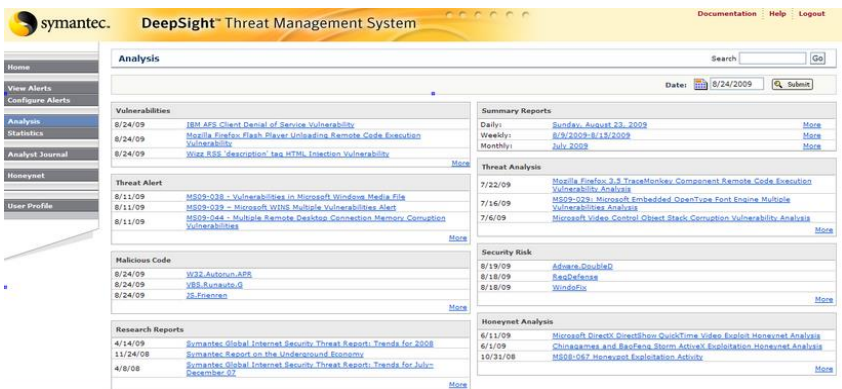 symantec.
DeepSight™ Threat Management System
Documentation Help Logout
Home
View Alerts
Configure Alerts
Analysis
Statistics
Analyst Journal
Honeynet
User Profile
Analysis
Search Go
Date: 8/24/2009 Submit
Vulnerabilities
8/24/09 IBM AFS Client Denial of Service Vulnerability
8/24/09 Mozilla Firefox Flash Player Unloading Remote Code Execution
Vulnerability
8/24/09 Wizz RSS 'description' tag HTML Injection Vulnerability
More
Threat Alert
8/11/09 MS09-038 - Vulnerabilities in Microsoft Windows Media File
8/11/09 MS09-039 – Microsoft WINS Multiple Vulnerabilities Alert
8/11/09 MS09-044 - Multiple Remote Desktop Connection Memory Corruption
Vulnerabilities
More
Malicious Code
8/24/09 W32.Autorun.APR
8/24/09 VBS.Runauto.G
8/24/09 JS.Frienren
More
Research Reports
4/14/09 Symantec Global Internet Security Threat Report: Trends for 2008
11/24/08 Symantec Report on the Underground Economy
4/8/08 Symantec Global Internet Security Threat Report: Trends for July-
December 07
More
Summary Reports
Daily: Sunday, August 23, 2009 More
Weekly: 8/9/2009-8/15/2009 More
Monthly: July 2009 More
Threat Analysis
7/22/09 Mozilla Firefox 3.5 TraceMonkey Component Remote Code Execution
Vulnerability Analysis
7/16/09 MS09-029: Microsoft Embedded OpenType Font Engine Multiple
Vulnerabilities Analysis
7/6/09 Microsoft Video Control Object Stack Corruption Vulnerability Analysis
More
Security Risk
8/19/09 Adware.DoubleD
8/18/09 RegDefense
8/18/09 WindoFix
More
Honeynet Analysis
6/11/09 Microsoft DirectX DirectShow QuickTime Video Exploit Honeynet Analysis
6/1/09 Chinagames and BaoFeng Storm ActiveX Exploitation Honeynet Analysis
10/31/08 MS08-067 Honeypot Exploitation Activity
More